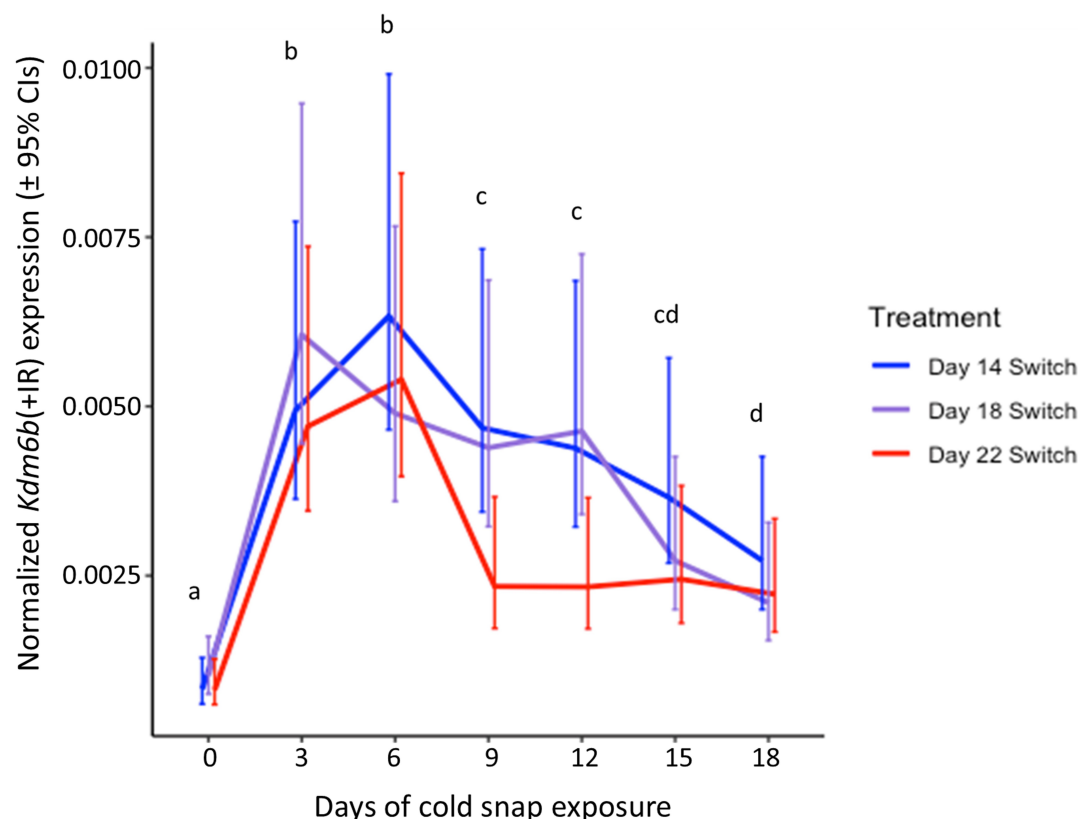 Normalized Kdm6b(+IR) expression (± 95% CIs)
0.0100
0.0075
0.0050
0.0025
a
b
b
c
c
cd
d
0
3
6
9
12
15
18
Days of cold snap exposure
Treatment
Day 14 Switch
Day 18 Switch
Day 22 Switch